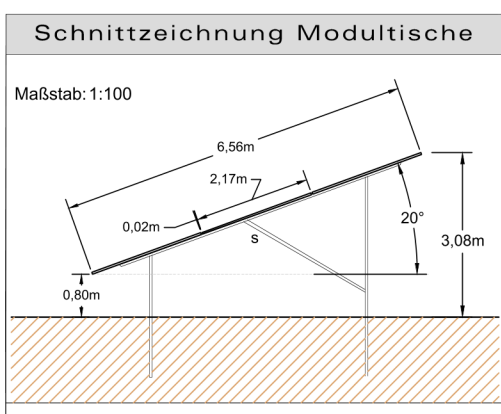 Schnittzeichnung Modultische
Maßstab: 1:100
6,56m
2,17m
0,02m
s
20°
3,08m
0,80m